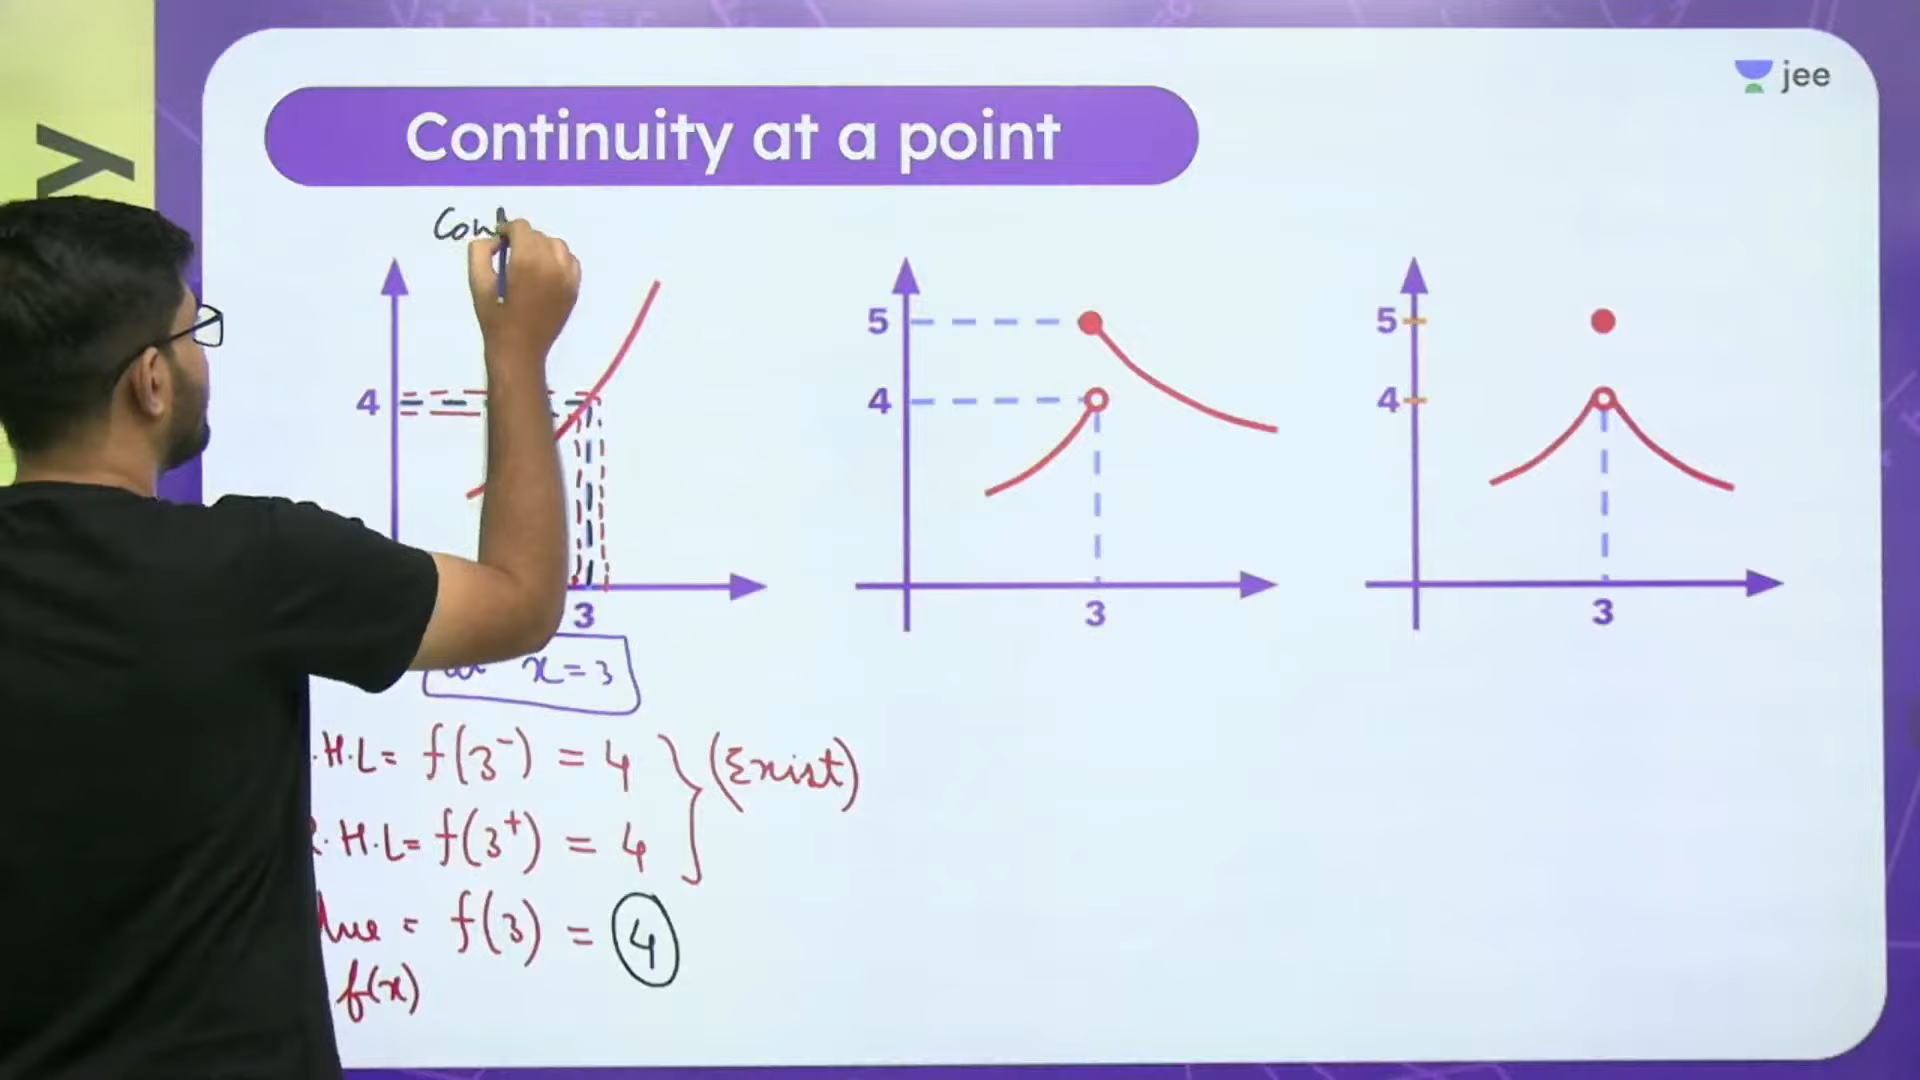 y
jee
Continuity at a point
Con
4
3
5
4
3
5
4
3
x = 3
.H.L = f(3⁻) = 4
R.H.L = f(3⁺) = 4
(Exist)
lue = f(3) = 4
f(x)